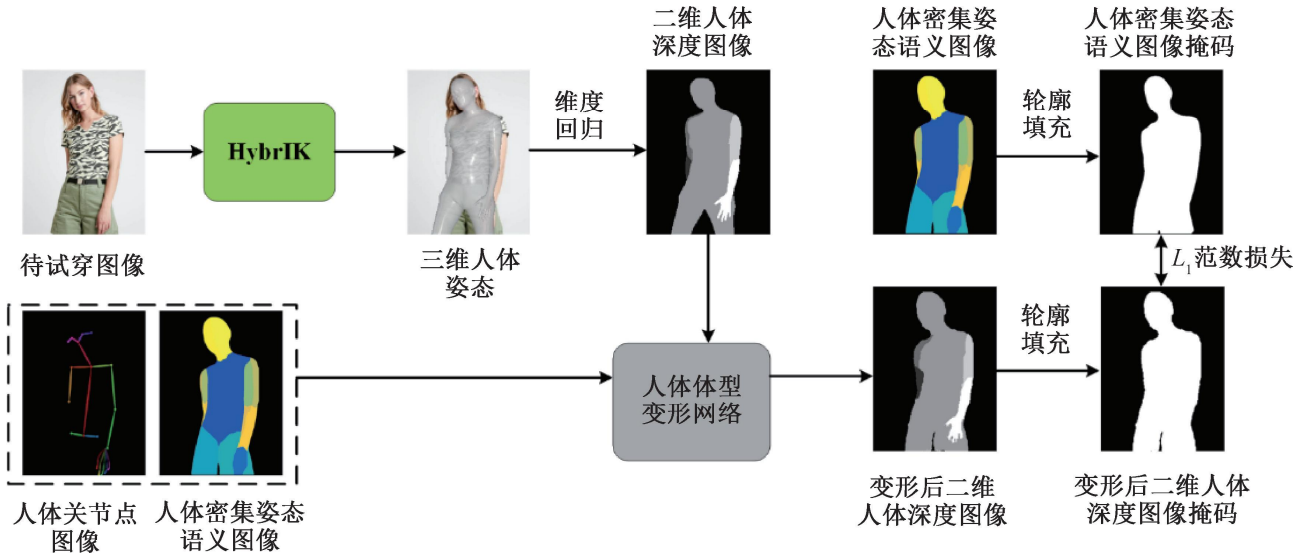 二维人体
深度图像
人体密集姿
态语义图像
人体密集姿态
语义图像掩码
HybrIK
维度
回归
轮廓
填充
待试穿图像
三维人体
姿态
L1范数损失
人体体型
变形网络
轮廓
填充
人体关节点
图像
人体密集姿态
语义图像
变形后二维
人体深度图像
变形后二维人体
深度图像掩码